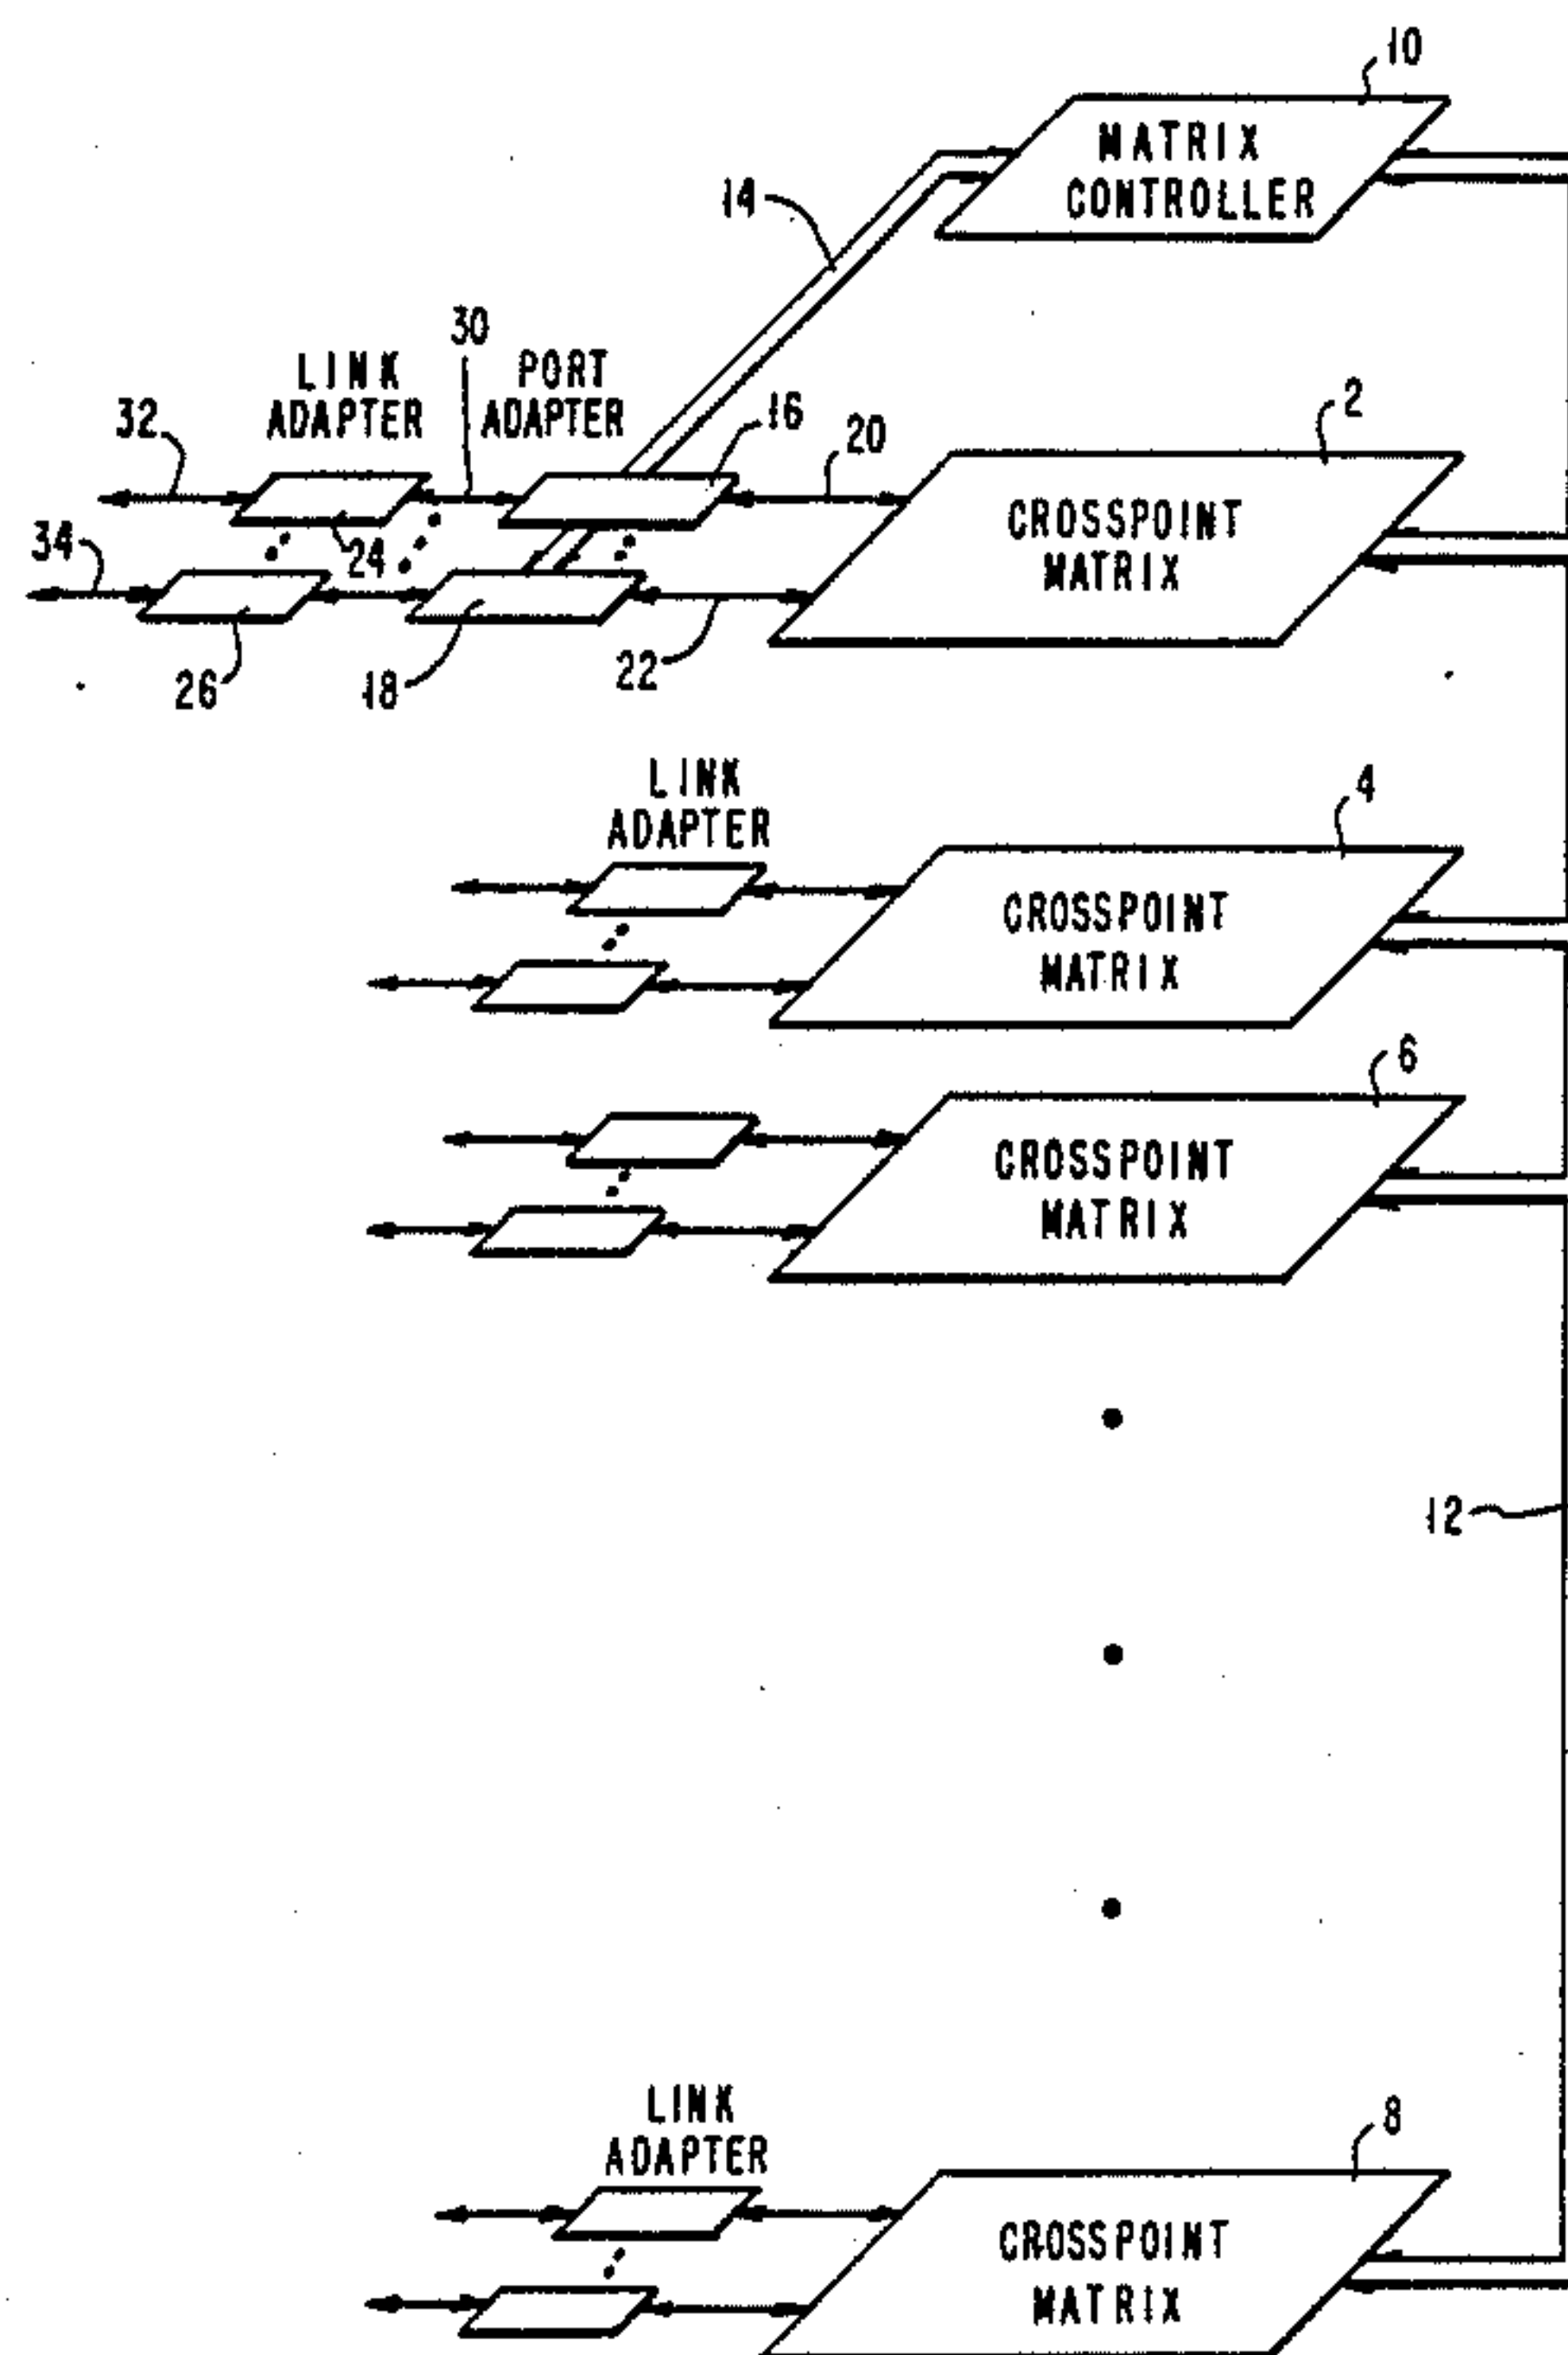 10
MATRIX
CONTROLLER
14
30
LINK
ADAPTER
PORT
ADAPTER
32
16
20
2
CROSSPOINT
MATRIX
34
24
26
18
22
LINK
ADAPTER
4
CROSSPOINT
MATRIX
6
CROSSPOINT
MATRIX
12
LINK
ADAPTER
8
CROSSPOINT
MATRIX